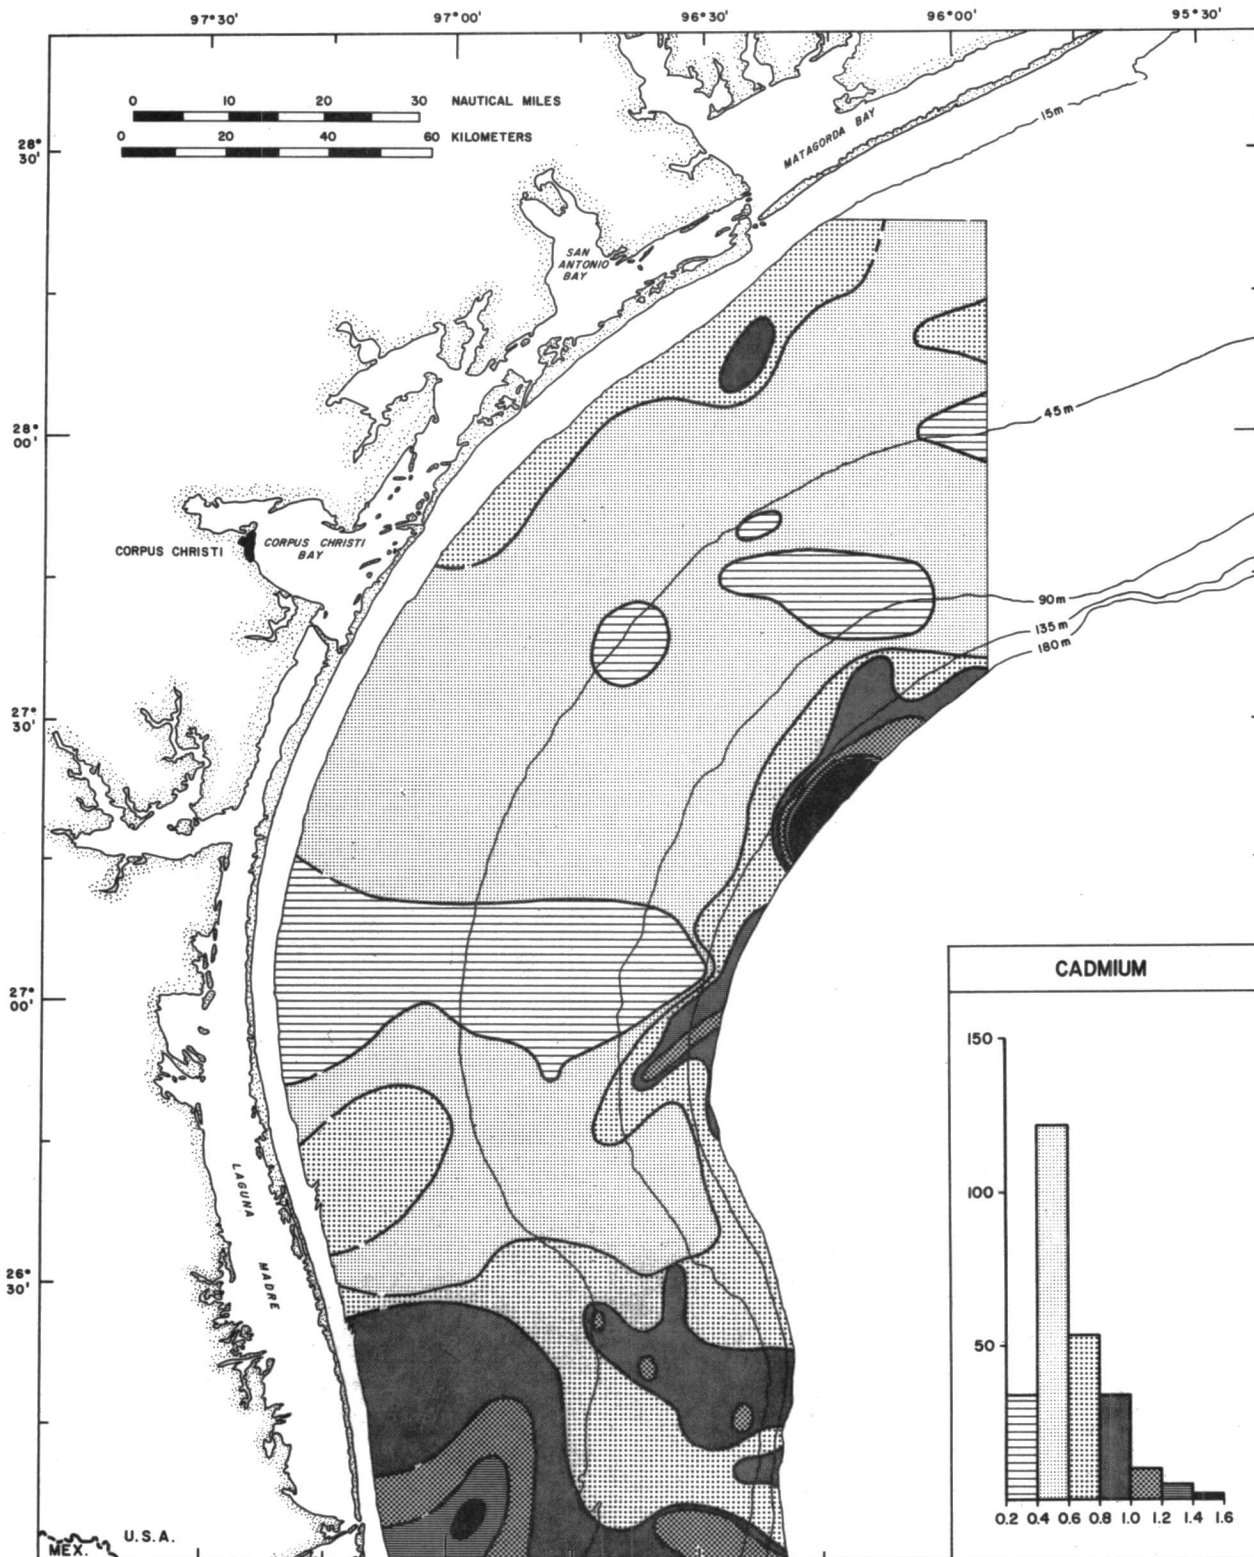 97°30' 97°00' 96°30' 96°00' 95°30'
0 10 20 30 NAUTICAL MILES
0 20 40 60 KILOMETERS
28°
30'
MATAGORDA BAY
15m
SAN
ANTONIO
BAY
45m
28°
00'
CORPUS CHRISTI
CORPUS CHRISTI
BAY
90m
135m
180m
27°
30'
27°
00'
CADMIUM
150
100
50
0.2 0.4 0.6 0.8 1.0 1.2 1.4 1.6
LAGUNA
MADRE
26°
30'
U.S.A.
MEX.